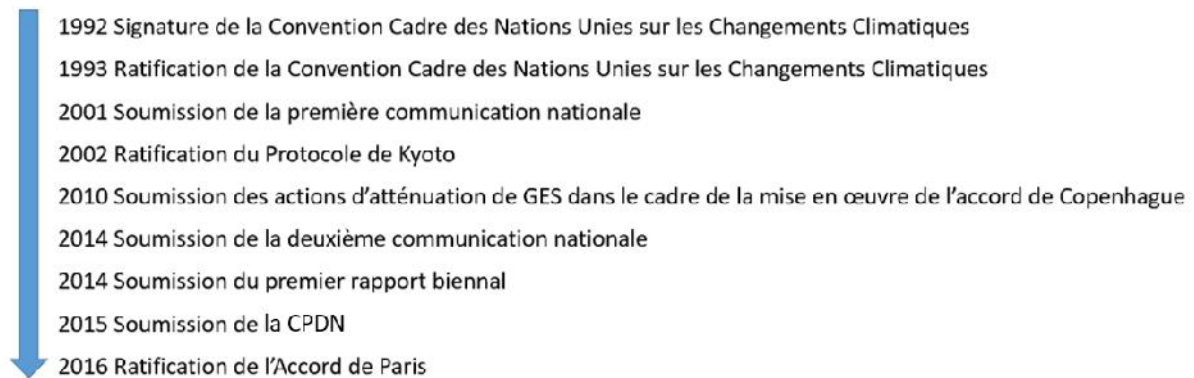 1992 Signature de la Convention Cadre des Nations Unies sur les Changements Climatiques
1993 Ratification de la Convention Cadre des Nations Unies sur les Changements Climatiques
2001 Soumission de la première communication nationale
2002 Ratification du Protocole de Kyoto
2010 Soumission des actions d’atténuation de GES dans le cadre de la mise en œuvre de l’accord de Copenhague
2014 Soumission de la deuxième communication nationale
2014 Soumission du premier rapport biennal
2015 Soumission de la CPDN
2016 Ratification de l’Accord de Paris